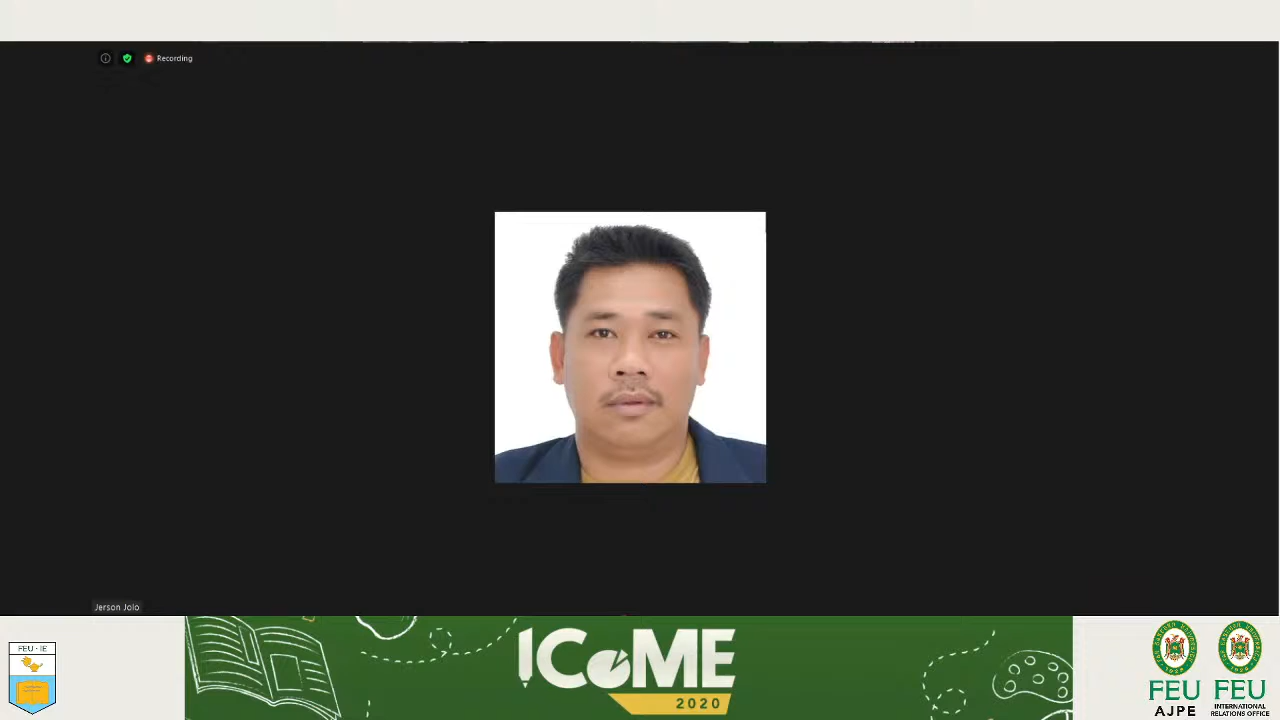 Recording
Jerson Jolo
FEU - IE
ICoME
2020
FEU
AJPE
FEU
INTERNATIONAL
RELATIONS OFFICE